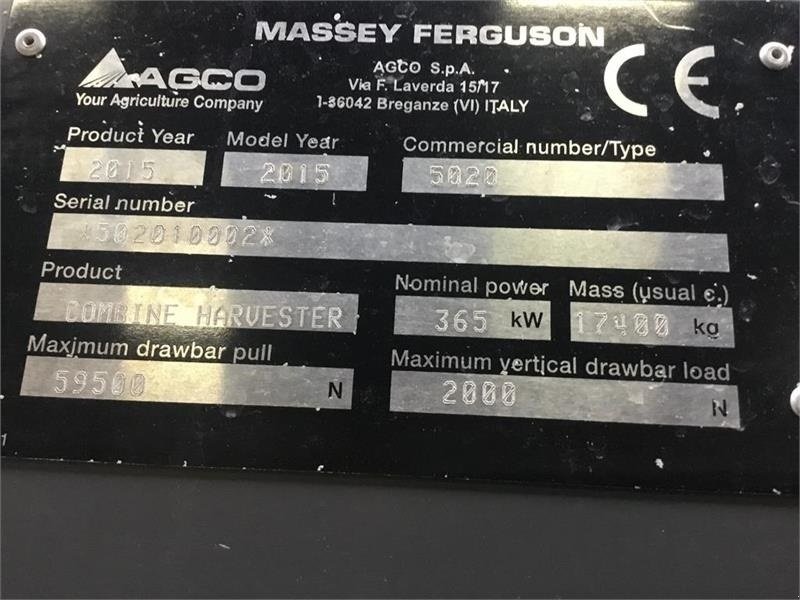 MASSEY FERGUSON
AGCO
Your Agriculture Company
AGCO S.p.A.
Via F. Laverda 15/17
I-36042 Breganze (VI) ITALY
CE
Product Year
2015
Model Year
2015
Commercial number/Type
5020
Serial number
*502010002*
Product
COMBINE HARVESTER
Nominal power
365 kW
Mass (usual c.)
17400 kg
Maximum drawbar pull
59500 N
Maximum vertical drawbar load
2000 N
1